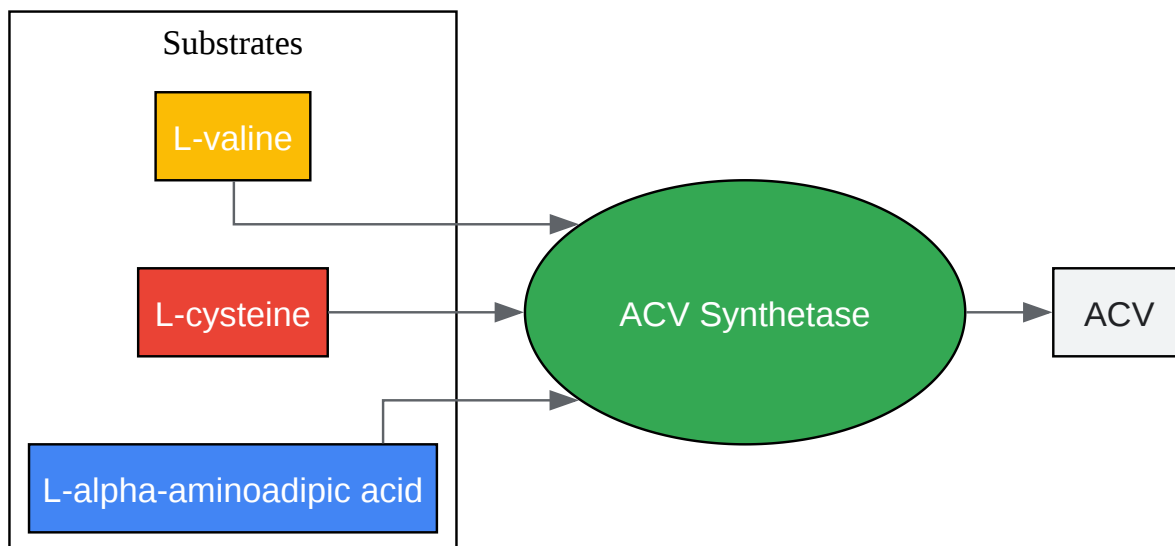 Substrates
L-valine
L-cysteine
L-alpha-aminoadipic acid
ACV Synthetase
ACV